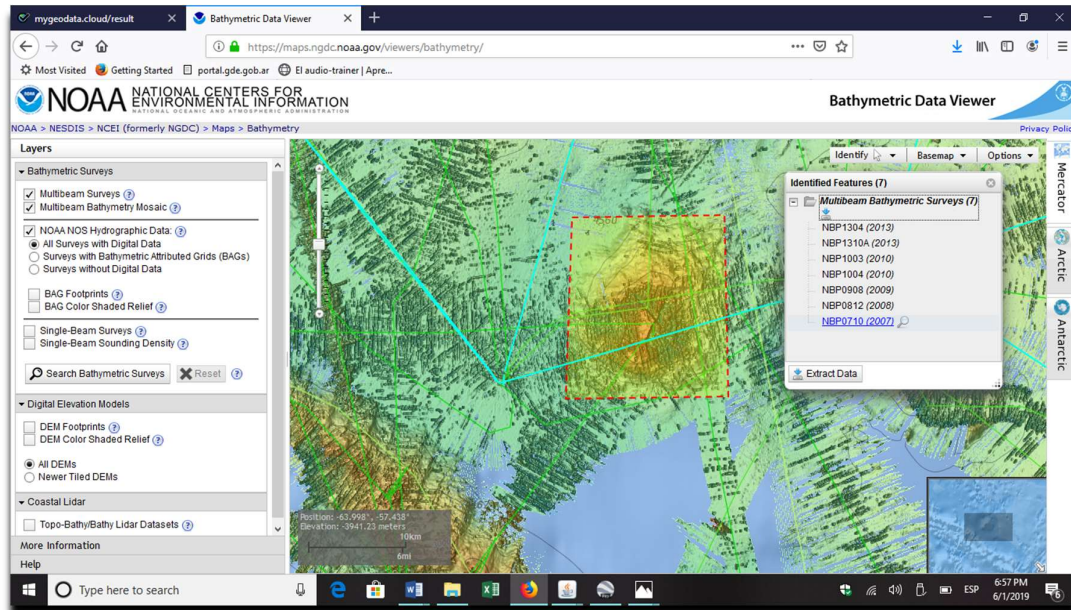 mygeodata.cloud/result
Bathymetric Data Viewer
https://maps.ngdc.noaa.gov/viewers/bathymetry/
Most Visited Getting Started portal.gde.gob.ar El audio-trainer | Apre...
NOAA
NATIONAL CENTERS FOR
ENVIRONMENTAL INFORMATION
NATIONAL OCEANIC AND ATMOSPHERIC ADMINISTRATION
Bathymetric Data Viewer
NOAA > NESDIS > NCEI (formerly NGDC) > Maps > Bathymetry
Privacy Polic
Layers
Bathymetric Surveys
Multibeam Surveys
Multibeam Bathymetry Mosaic
NOAA NOS Hydrographic Data:
All Surveys with Digital Data
Surveys with Bathymetric Attributed Grids (BAGs)
Surveys without Digital Data
BAG Footprints
BAG Color Shaded Relief
Single-Beam Surveys
Single-Beam Sounding Density
Search Bathymetric Surveys Reset
Digital Elevation Models
DEM Footprints
DEM Color Shaded Relief
All DEMs
Newer Tiled DEMs
Coastal Lidar
Topo-Bathy/Bathy Lidar Datasets
More Information
Help
Identify Basemap Options
Identified Features (7)
Multibeam Bathymetric Surveys (7)
NBP1304 (2013)
NBP1310A (2013)
NBP1003 (2010)
NBP1004 (2010)
NBP0908 (2009)
NBP0812 (2008)
NBP0710 (2007)
Extract Data
Mercator
Arctic
Antarctic
Position: -63.998°, -57.438°
Elevation: -3941.23 meters
10km
6mi
Type here to search
ESP
6:57 PM
6/1/2019